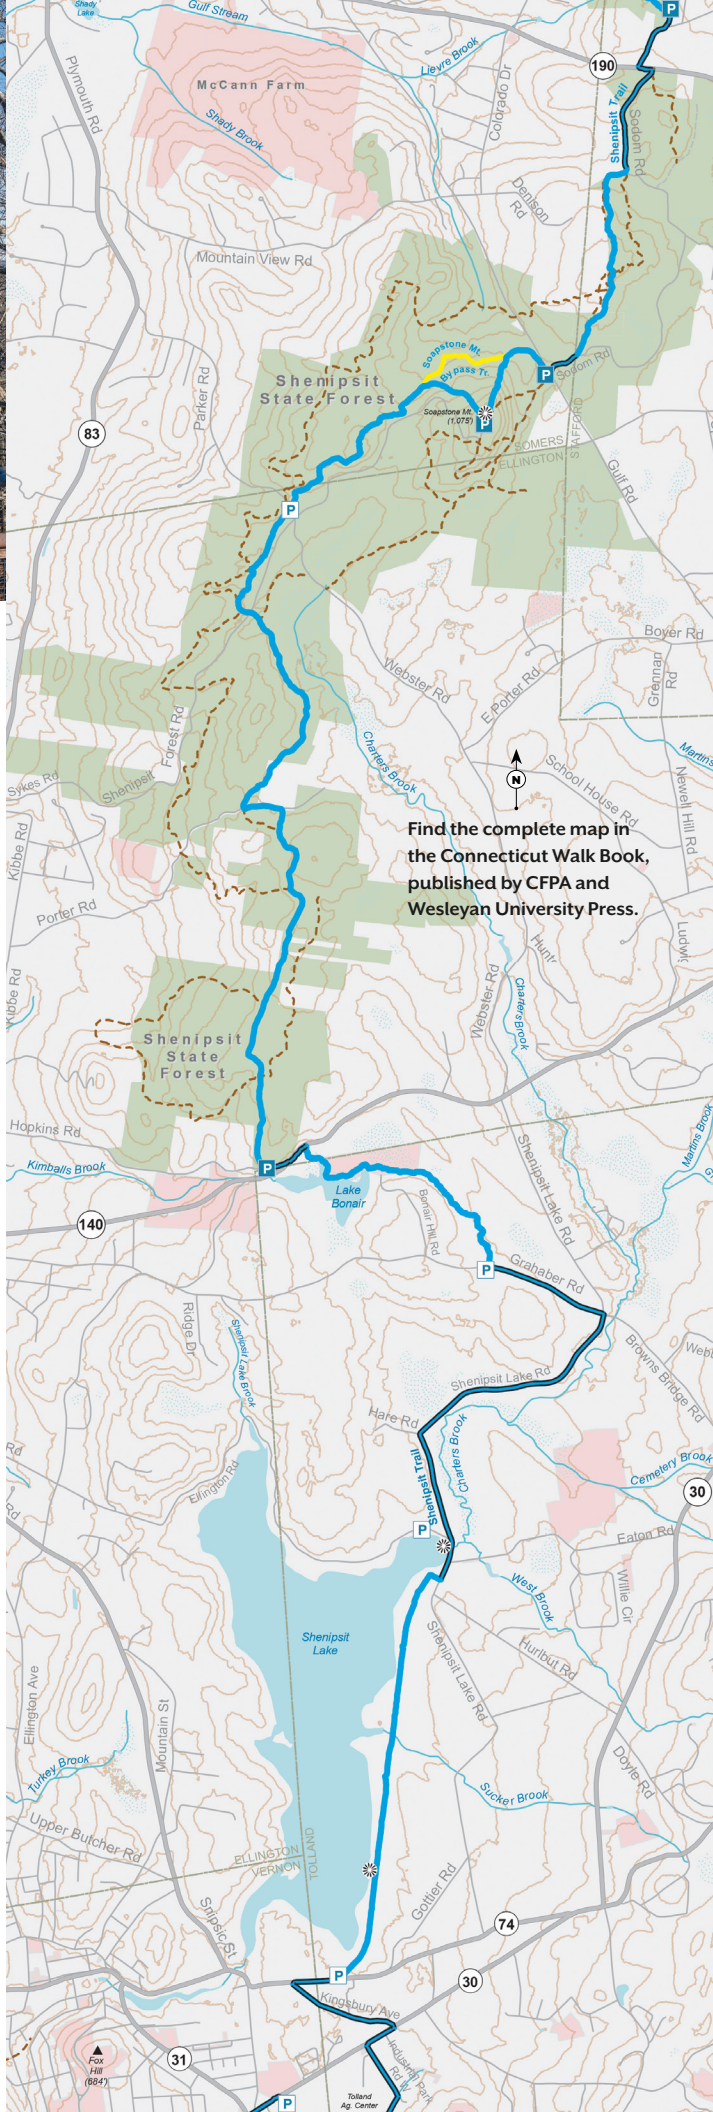 Shady
Lake
Gulf Stream
P
Lievre Brook
190
Plymouth Rd
McCann Farm
Colorado Dr
Shenipsit Trail
Sodom Rd
Shady Brook
Denison
Rd
Mountain View Rd
Soapstone Mt.
Bypass Tr.
Shenipsit
State Forest
P
Sodom Rd
Parker Rd
Soapstone Mt.
(1,075')
P
83
SOMERS
ELLINGTON
STAFFORD
Gulf Rd
P
Boyer Rd
Webster Rd
Grennan
Rd
E Porter Rd
Forest Rd
Charters Brook
Martins
N
School House Rd
Sykes Rd
Shenipsit
Newell Hill Rd
Find the complete map in
the Connecticut Walk Book,
published by CFPA and
Wesleyan University Press.
Kibbe Rd
Porter Rd
Ludwic
Huntr
Kibbe Rd
Webster Rd
Charters Brook
Shenipsit
State
Forest
Hopkins Rd
Martins Brook
Kimballs Brook
P
Shenipsit Lake Rd
Lake
Bonair
Bonair Hill Rd
140
P
Grahaber Rd
Ridge Dr
Shenipsit Lake Brook
Browns Bridge Rd
Webb
Shenipsit Lake Rd
Hare Rd
Charters Brook
Shenipsit Trail
Rd
Ellington Rd
Cemetery Brook
30
Rd
P
Eaton Rd
West Brook
Willie Cir
Shenipsit
Lake
Shenipsit Lake Rd
Hurlbut Rd
Ellington Ave
Mountain St
Turkey Brook
Doyle Rd
Sucker Brook
Upper Butcher Rd
ELLINGTON
VERNON
TOLLAND
Gottier Rd
Snipsic St
74
P
30
Kingsbury Ave
Fox
Hill
(684')
31
Industrial Park
Rd W
P
Tolland
Ag. Center